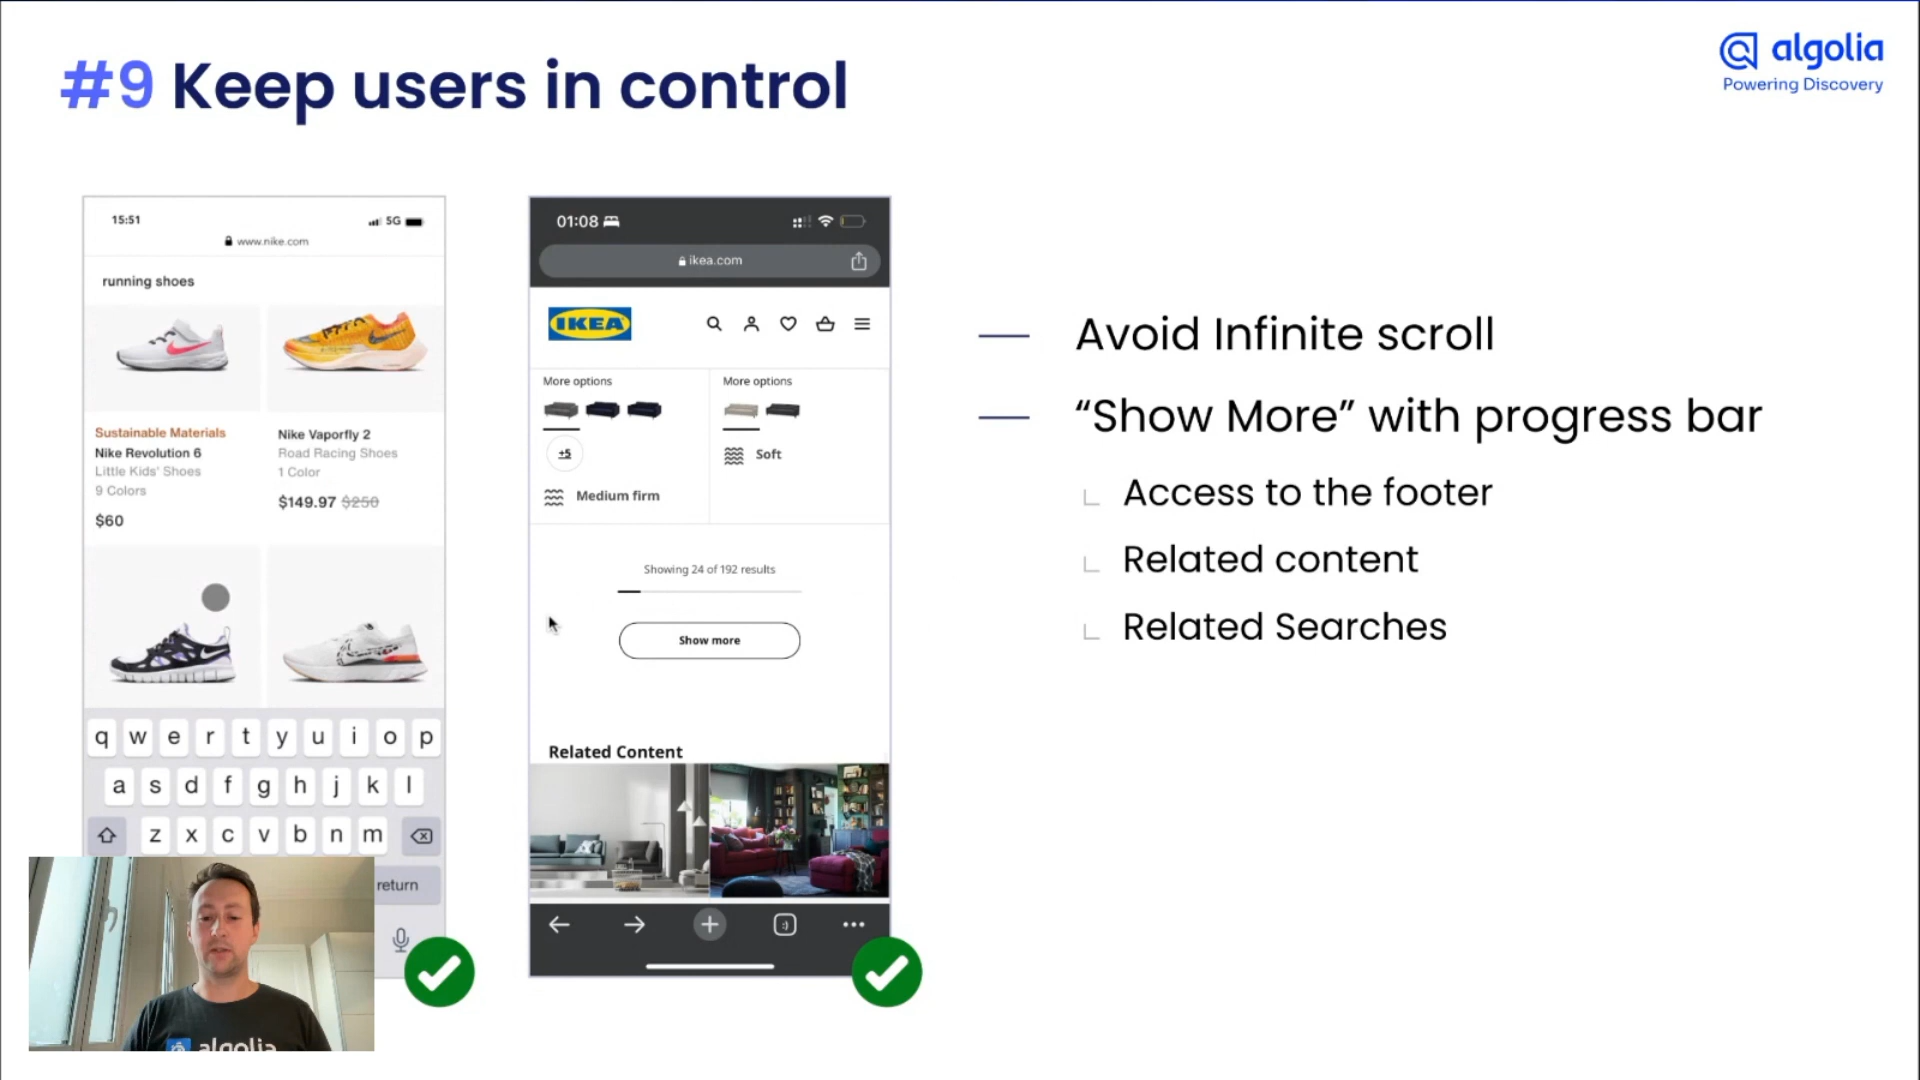 #9 Keep users in control
algolia
Powering Discovery
15:51
5G
www.nike.com
running shoes
Sustainable Materials
Nike Revolution 6
Little Kids' Shoes
9 Colors
$60
Nike Vaporfly 2
Road Racing Shoes
1 Color
$149.97 $250
q w e r t y u i o p
a s d f g h j k l
z x c v b n m
return
algolia
01:08
ikea.com
IKEA
More options
More options
+5
Soft
Medium firm
Showing 24 of 192 results
Show more
Related Content
:)
Avoid Infinite scroll
“Show More” with progress bar
Access to the footer
Related content
Related Searches